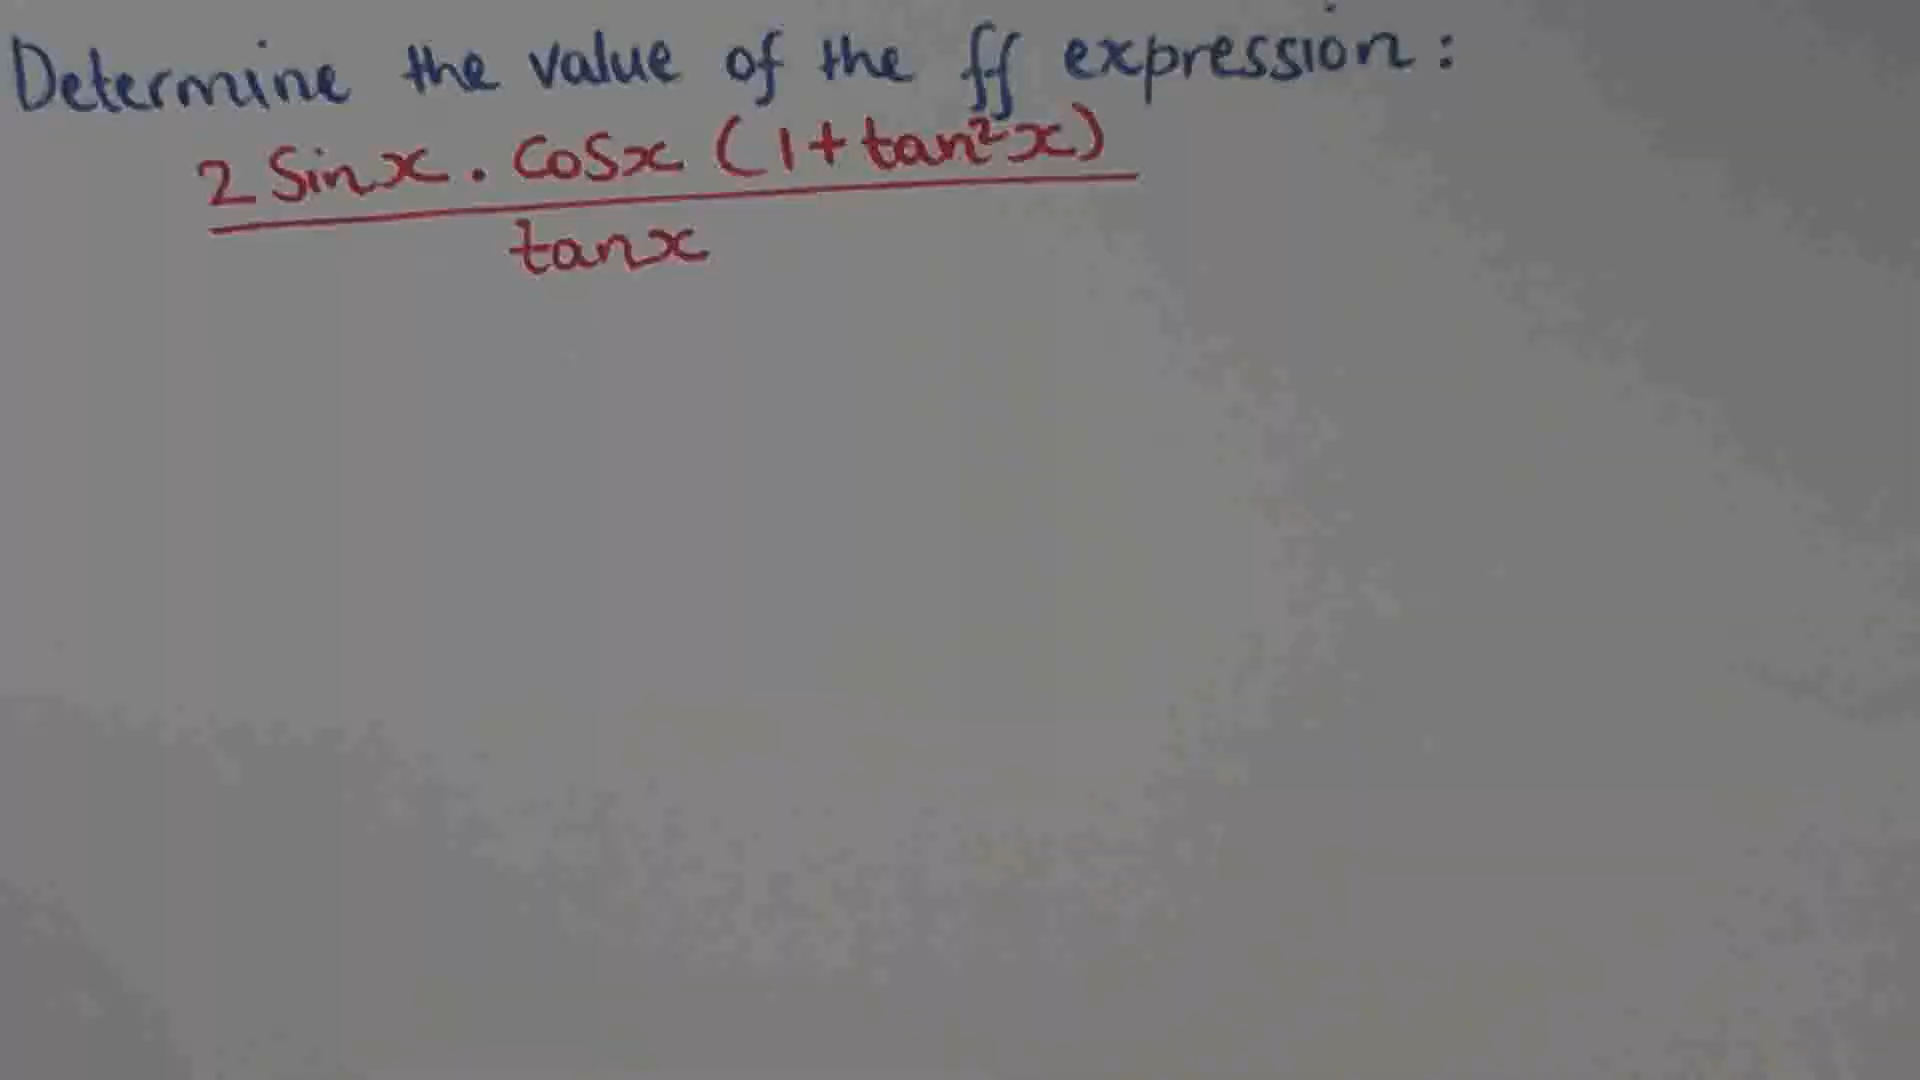 Determine the value of the ff expression:
2 Sinx . Cosx (1 + tan²x)
tanx